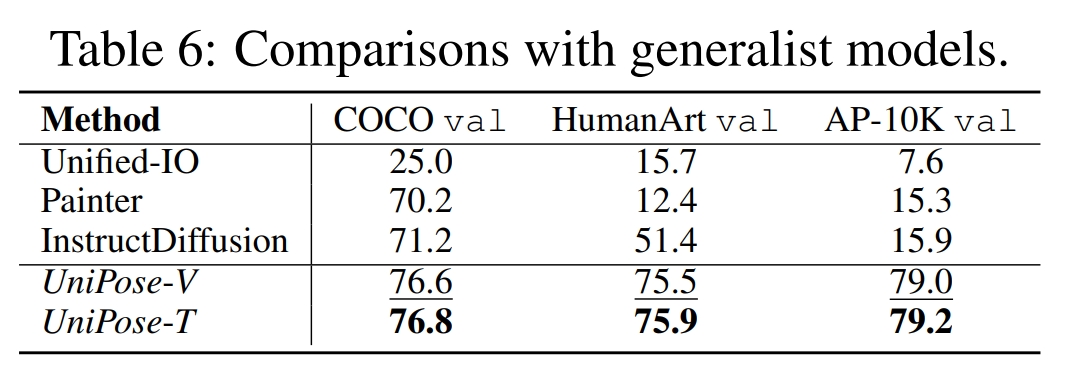 Table 6: Comparisons with generalist models.
Method COCO val HumanArt val AP-10K val
Unified-IO 25.0 15.7 7.6
Painter 70.2 12.4 15.3
InstructDiffusion 71.2 51.4 15.9
UniPose-V 76.6 75.5 79.0
UniPose-T 76.8 75.9 79.2